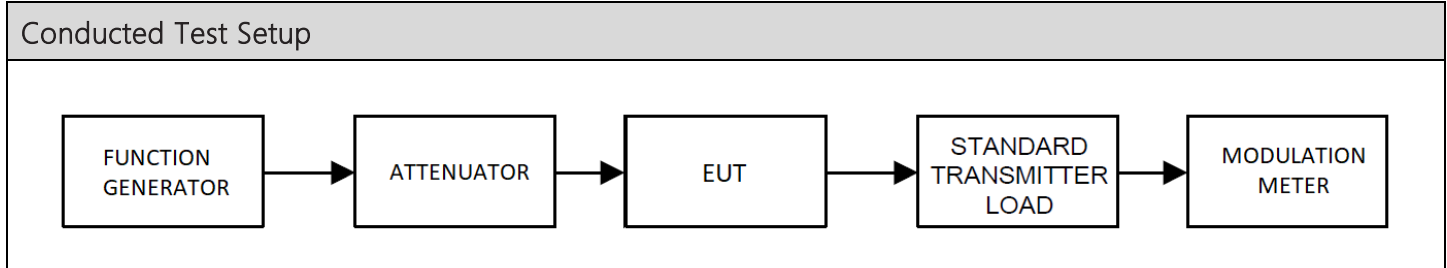 Conducted Test Setup
FUNCTION
GENERATOR
ATTENUATOR
EUT
STANDARD
TRANSMITTER
LOAD
MODULATION
METER